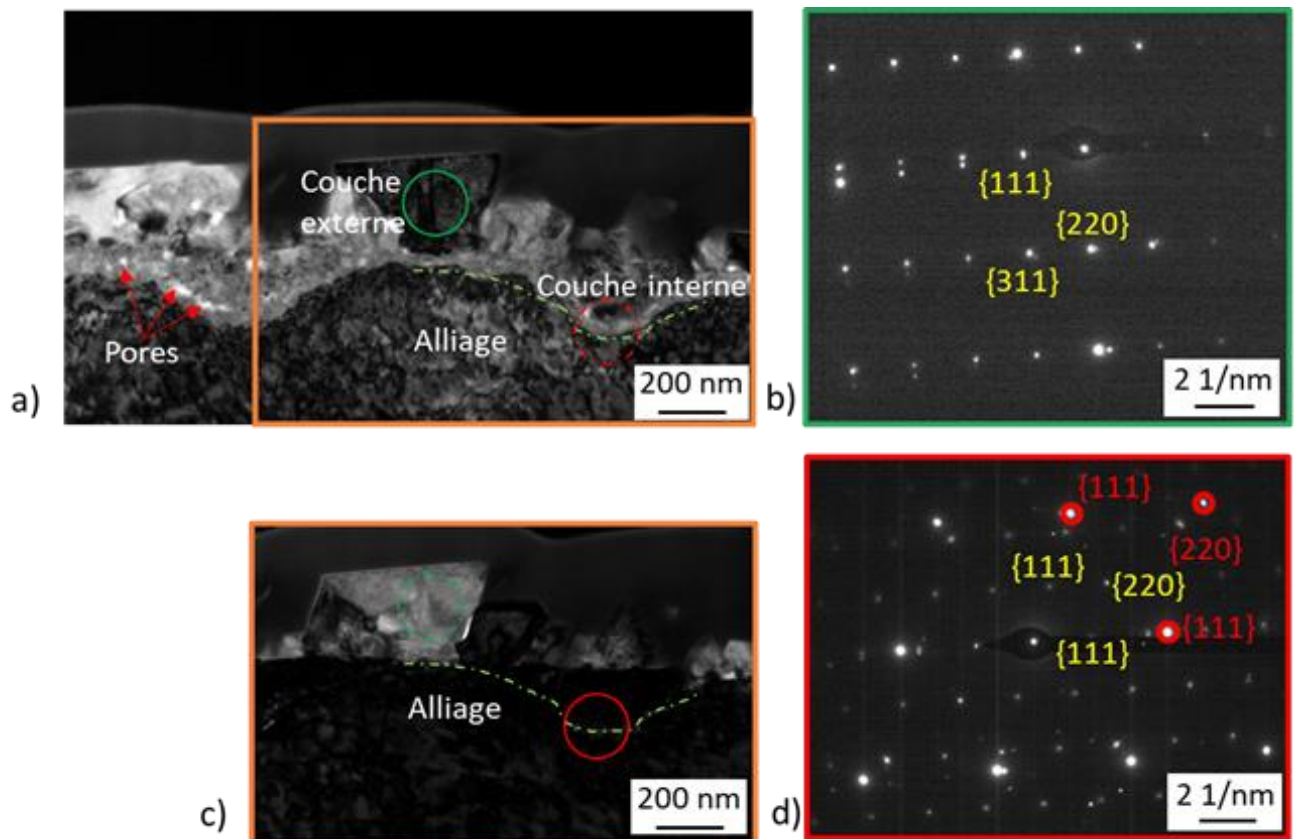 Couche
externe
Couche interne
Alliage
Pores
200 nm
a)
{111}
{220}
{311}
2 1/nm
b)
Alliage
200 nm
c)
{111}
{220}
{111}
{220}
{111}
{111}
2 1/nm
d)